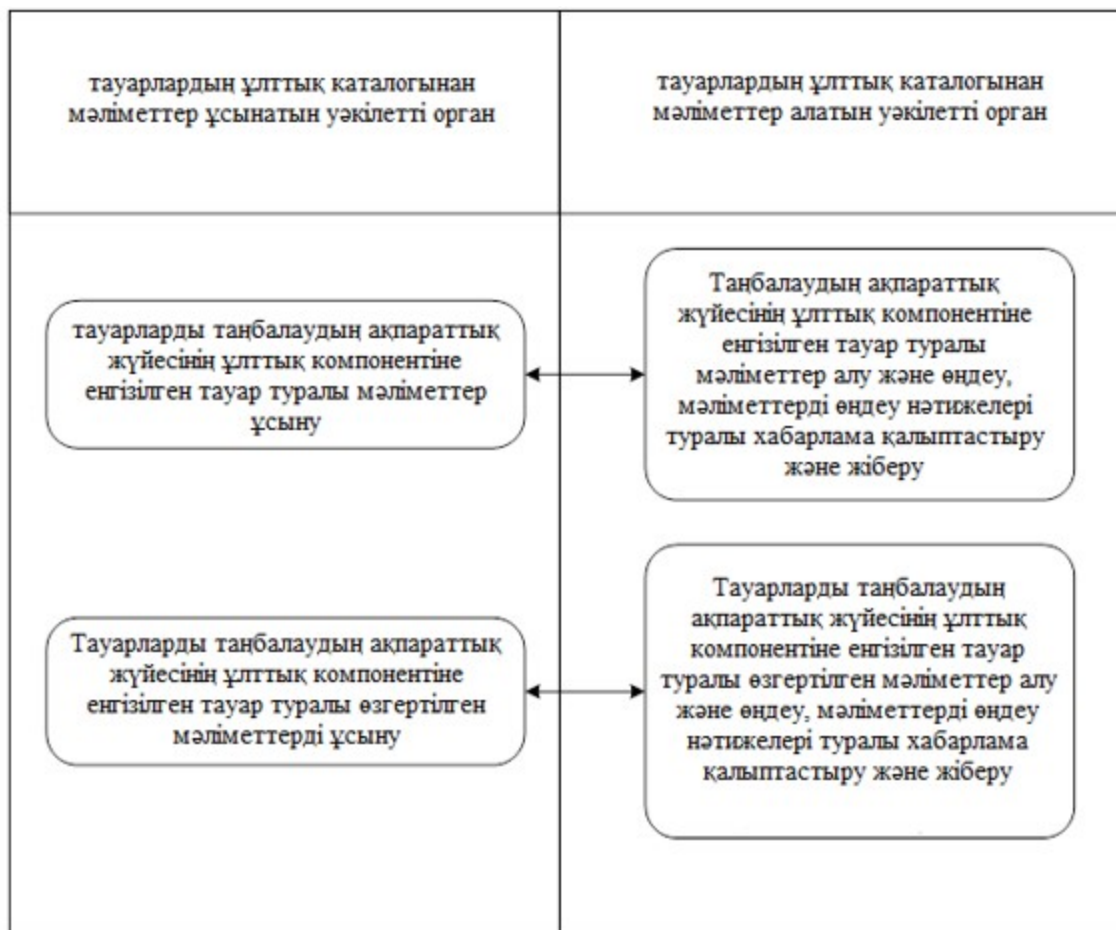 тауарлардың ұлттық каталогынан
мәліметтер ұсынатын уәкілетті орган
тауарлардың ұлттық каталогынан
мәліметтер алатын уәкілетті орган
тауарларды таңбалаудың ақпараттық
жүйесінің ұлттық компонентіне
енгізілген тауар туралы мәліметтер
ұсыну
Таңбалаудың ақпараттық
жүйесінің ұлттық компонентіне
енгізілген тауар туралы
мәліметтер алу және өңдеу,
мәліметтерді өңдеу нәтижелері
туралы хабарлама қалыптастыру
және жіберу
Тауарларды таңбалаудың ақпараттық
жүйесінің ұлттық компонентіне
енгізілген тауар туралы өзгертілген
мәліметтерді ұсыну
Тауарларды таңбалаудың
ақпараттық жүйесінің ұлттық
компонентіне енгізілген тауар
туралы өзгертілген мәліметтер алу
және өңдеу, мәліметтерді өңдеу
нәтижелері туралы хабарлама
қалыптастыру және жіберу